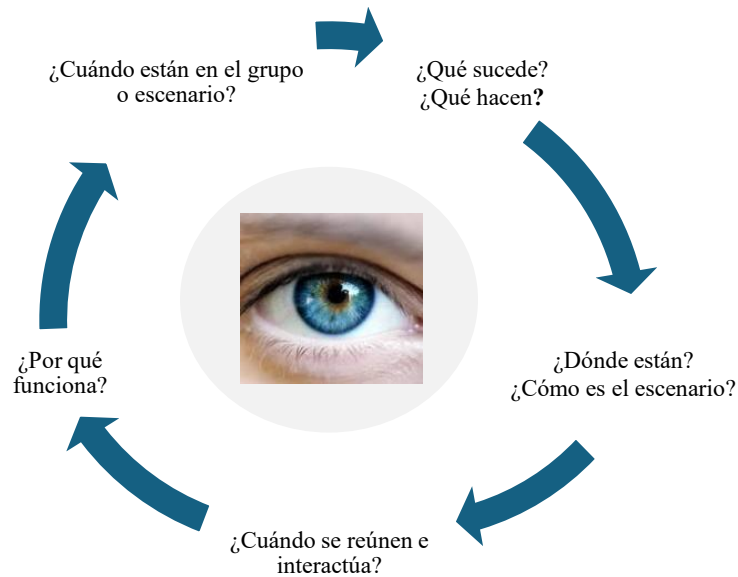 ¿Cuándo están en el grupo
o escenario?
¿Qué sucede?
¿Qué hacen?
¿Dónde están?
¿Cómo es el escenario?
¿Cuándo se reúnen e
interactúa?
¿Por qué
funciona?